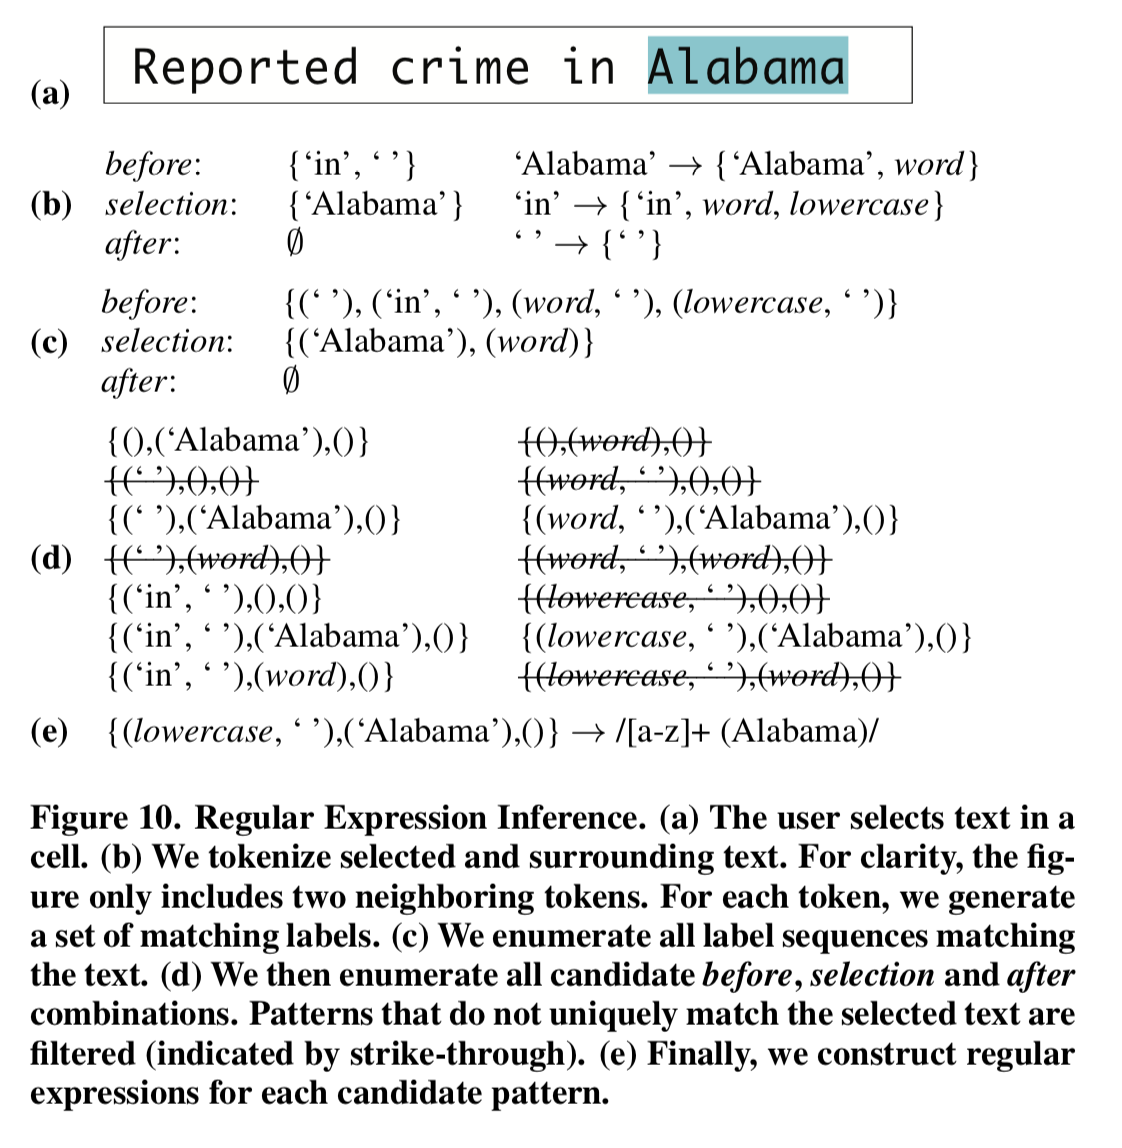 (a) Reported crime in Alabama
before: {‘in’, ‘ ’} ‘Alabama’ → {‘Alabama’, word}
(b) selection: {‘Alabama’} ‘in’ → {‘in’, word, lowercase}
after: ∅ ‘ ’ → {‘ ’}
before: {(‘ ’), (‘in’, ‘ ’), (word, ‘ ’), (lowercase, ‘ ’)}
(c) selection: {(‘Alabama’), (word)}
after: ∅
{(),(‘Alabama’),()} {(),(word),()}
{(‘ ’),(),()} {(word, ‘ ’),(),()}
{(‘ ’),(‘Alabama’),()} {(word, ‘ ’),(‘Alabama’),()}
(d) {(‘ ’),(word),()} {(word, ‘ ’),(word),()}
{(‘in’, ‘ ’),(),()} {(lowercase, ‘ ’),(),()}
{(‘in’, ‘ ’),(‘Alabama’),()} {(lowercase, ‘ ’),(‘Alabama’),()}
{(‘in’, ‘ ’),(word),()} {(lowercase, ‘ ’),(word),()}
(e) {(lowercase, ‘ ’),(‘Alabama’),()} → /[a-z]+ (Alabama)/
Figure 10. Regular Expression Inference. (a) The user selects text in a
cell. (b) We tokenize selected and surrounding text. For clarity, the fig-
ure only includes two neighboring tokens. For each token, we generate
a set of matching labels. (c) We enumerate all label sequences matching
the text. (d) We then enumerate all candidate before, selection and after
combinations. Patterns that do not uniquely match the selected text are
filtered (indicated by strike-through). (e) Finally, we construct regular
expressions for each candidate pattern.